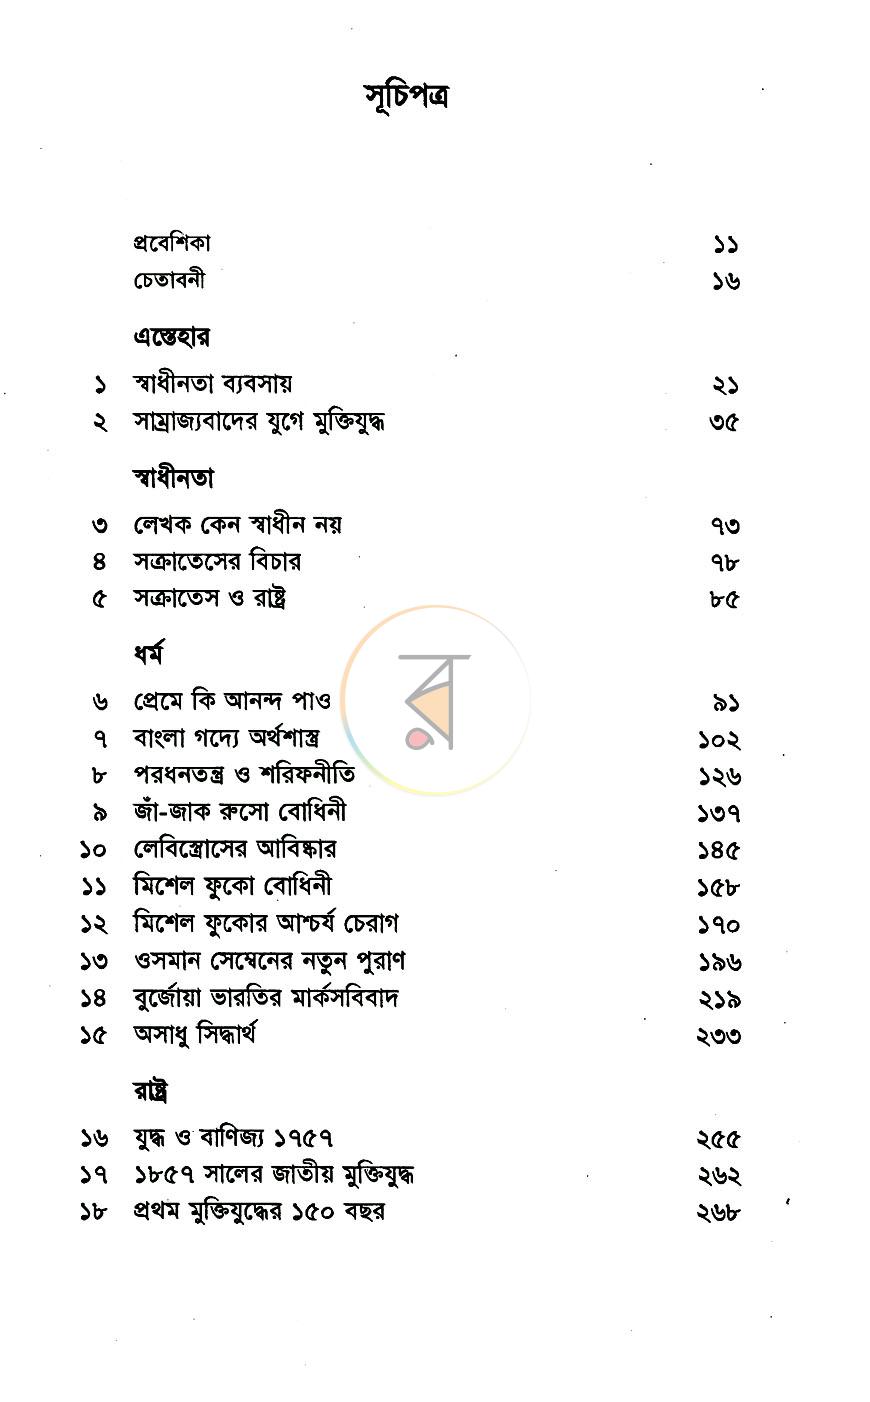 সূচিপত্র
প্রবেশিকা ১১
চেতাবনী ১৬
এস্তেহার
১ স্বাধীনতা ব্যবসায় ২১
২ সাম্রাজ্যবাদের যুগে মুক্তিযুদ্ধ ৩৫
স্বাধীনতা
৩ লেখক কেন স্বাধীন নয় ৭৩
৪ সক্রাতেসের বিচার ৭৮
৫ সক্রাতেস ও রাষ্ট্র ৮৫
ধর্ম
৬ প্রেমে কি আনন্দ পাও ৯১
৭ বাংলা গদ্যে অর্থশাস্ত্র ১০২
৮ পরধনতন্ত্র ও শরিফনীতি ১২৬
৯ জাঁ-জাক রুসো বোধিনী ১৩৭
১০ লেবিস্ত্রোসের আবিষ্কার ১৪৫
১১ মিশেল ফুকো বোধিনী ১৫৮
১২ মিশেল ফুকোর আশ্চর্য চেরাগ ১৭০
১৩ ওসমান সেম্বেনের নতুন পুরাণ ১৯৬
১৪ বুর্জোয়া ভারতির মার্কসবিবাদ ২১৯
১৫ অসাধু সিদ্ধার্থ ২৩৩
রাষ্ট্র
১৬ যুদ্ধ ও বাণিজ্য ১৭৫৭ ২৫৫
১৭ ১৮৫৭ সালের জাতীয় মুক্তিযুদ্ধ ২৬২
১৮ প্রথম মুক্তিযুদ্ধের ১৫০ বছর ২৬৮